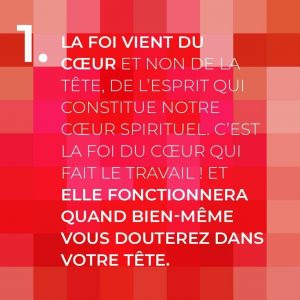 1. LA FOI VIENT DU
CŒUR ET NON DE LA
TÊTE, DE L'ESPRIT QUI
CONSTITUE NOTRE
CŒUR SPIRITUEL. C'EST
LA FOI DU CŒUR QUI
FAIT LE TRAVAIL ! ET
ELLE FONCTIONNERA
QUAND BIEN-MÊME
VOUS DOUTEREZ DANS
VOTRE TÊTE.